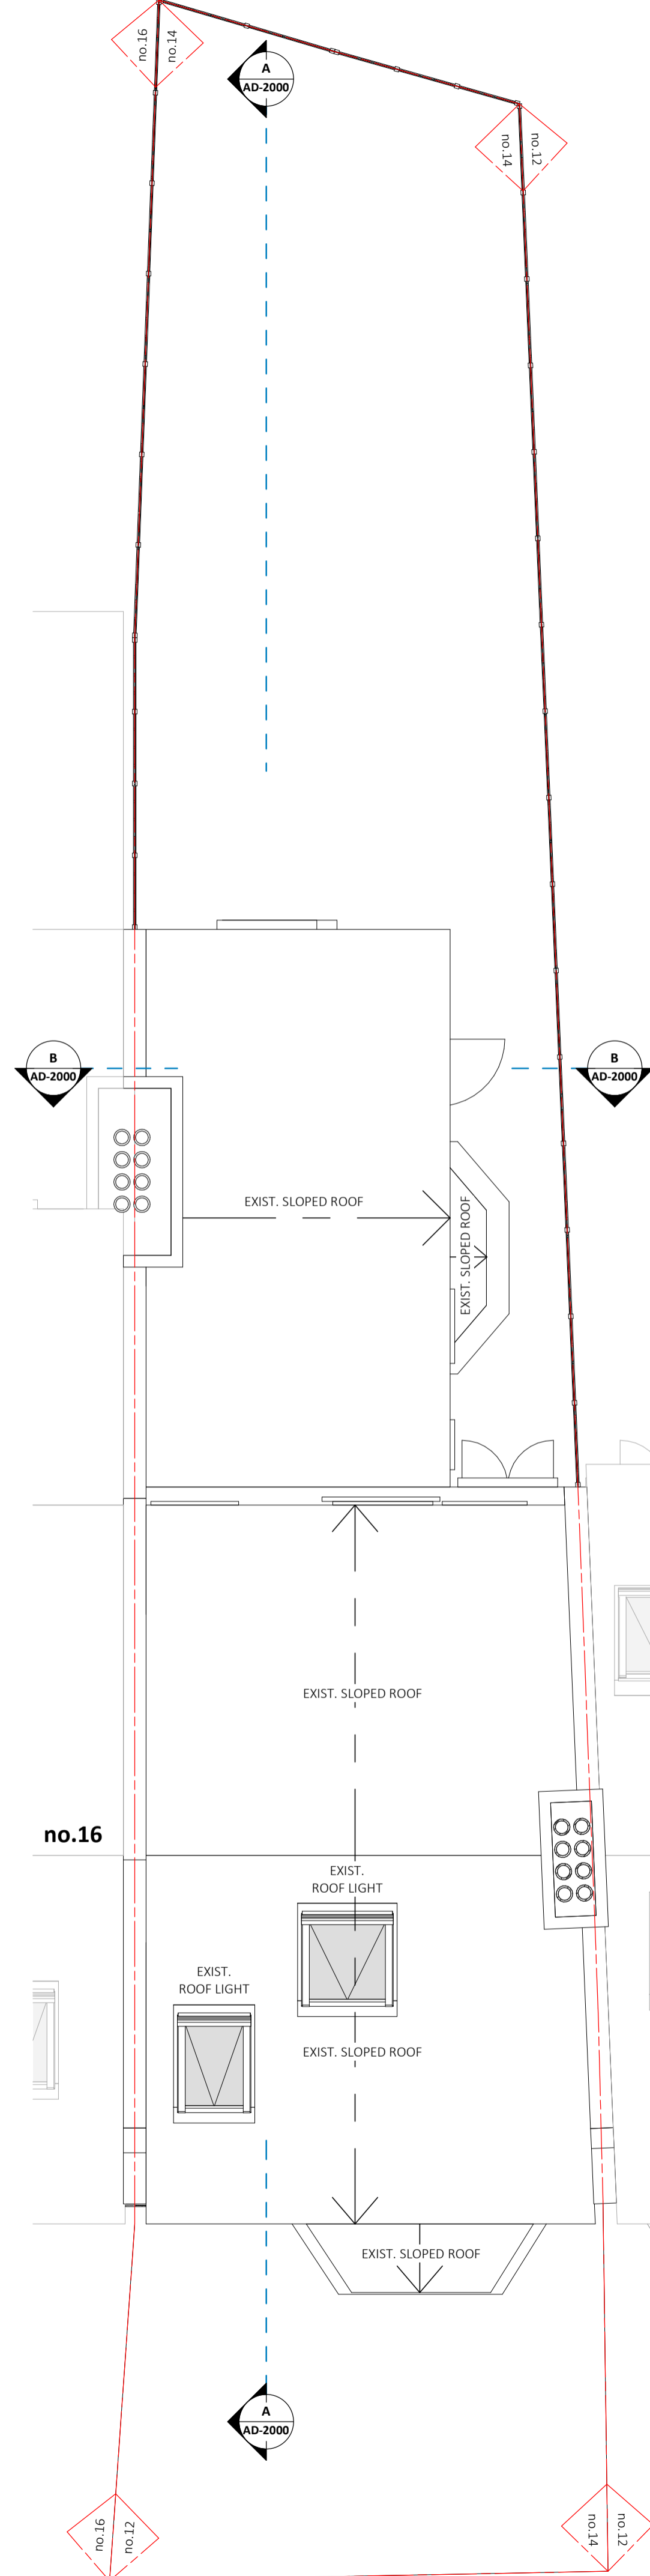 no.16
no.14
A
AD-2000
no.14
no.12
B
AD-2000
B
AD-2000
EXIST. SLOPED ROOF
EXIST. SLOPED ROOF
EXIST. SLOPED ROOF
no.16
EXIST.
ROOF LIGHT
EXIST.
ROOF LIGHT
EXIST. SLOPED ROOF
EXIST. SLOPED ROOF
A
AD-2000
no.16
no.12
no.14
no.12